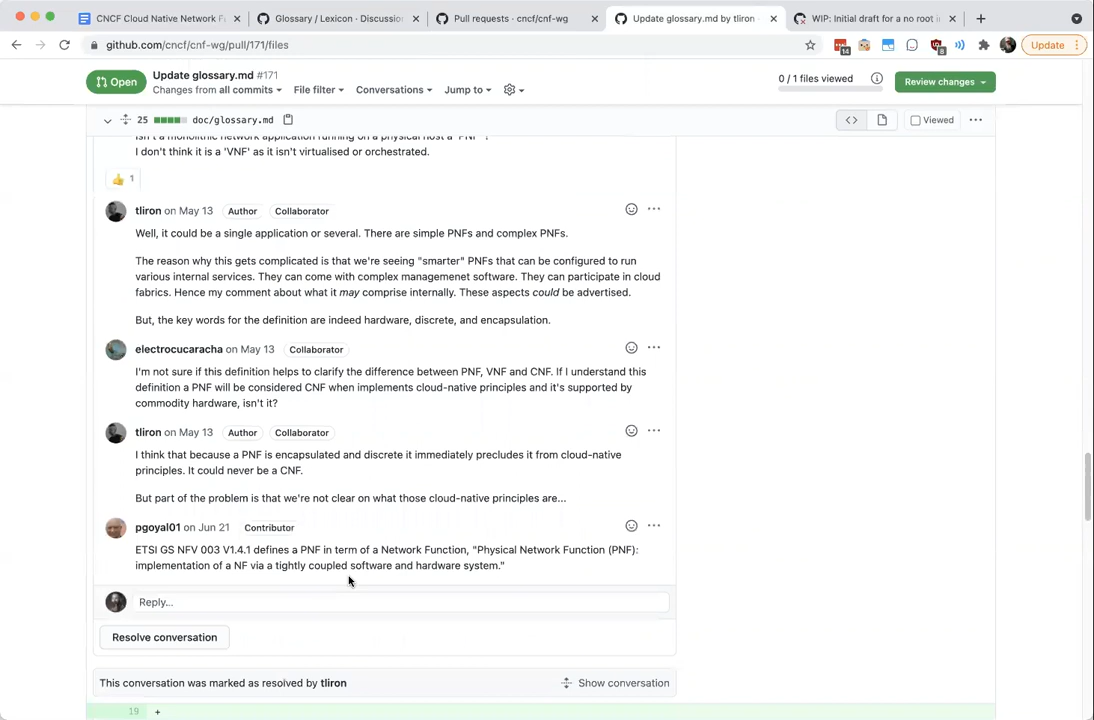 CNCF Cloud Native Network F
Glossary / Lexicon · Discussion
Pull requests · cncf/cnf-wg
Update glossary.md by tliron
WIP: Initial draft for a no root
github.com/cncf/cnf-wg/pull/171/files
14
8
Update
Open
Update glossary.md #171
Changes from all commits
File filter
Conversations
Jump to
0 / 1 files viewed
Review changes
25
doc/glossary.md
Viewed
Isn't a monolithic network application running on a physical host a 'PNF'?
I don't think it is a 'VNF' as it isn't virtualised or orchestrated.
👍 1
tliron on May 13 Author Collaborator
Well, it could be a single application or several. There are simple PNFs and complex PNFs.
The reason why this gets complicated is that we're seeing "smarter" PNFs that can be configured to run
various internal services. They can come with complex managemenet software. They can participate in cloud
fabrics. Hence my comment about what it may comprise internally. These aspects could be advertised.
But, the key words for the definition are indeed hardware, discrete, and encapsulation.
electrocucaracha on May 13 Collaborator
I'm not sure if this definition helps to clarify the difference between PNF, VNF and CNF. If I understand this
definition a PNF will be considered CNF when implements cloud-native principles and it's supported by
commodity hardware, isn't it?
tliron on May 13 Author Collaborator
I think that because a PNF is encapsulated and discrete it immediately precludes it from cloud-native
principles. It could never be a CNF.
But part of the problem is that we're not clear on what those cloud-native principles are...
pgoyal01 on Jun 21 Contributor
ETSI GS NFV 003 V1.4.1 defines a PNF in term of a Network Function, "Physical Network Function (PNF):
implementation of a NF via a tightly coupled software and hardware system."
Reply...
Resolve conversation
This conversation was marked as resolved by tliron
Show conversation
19 +